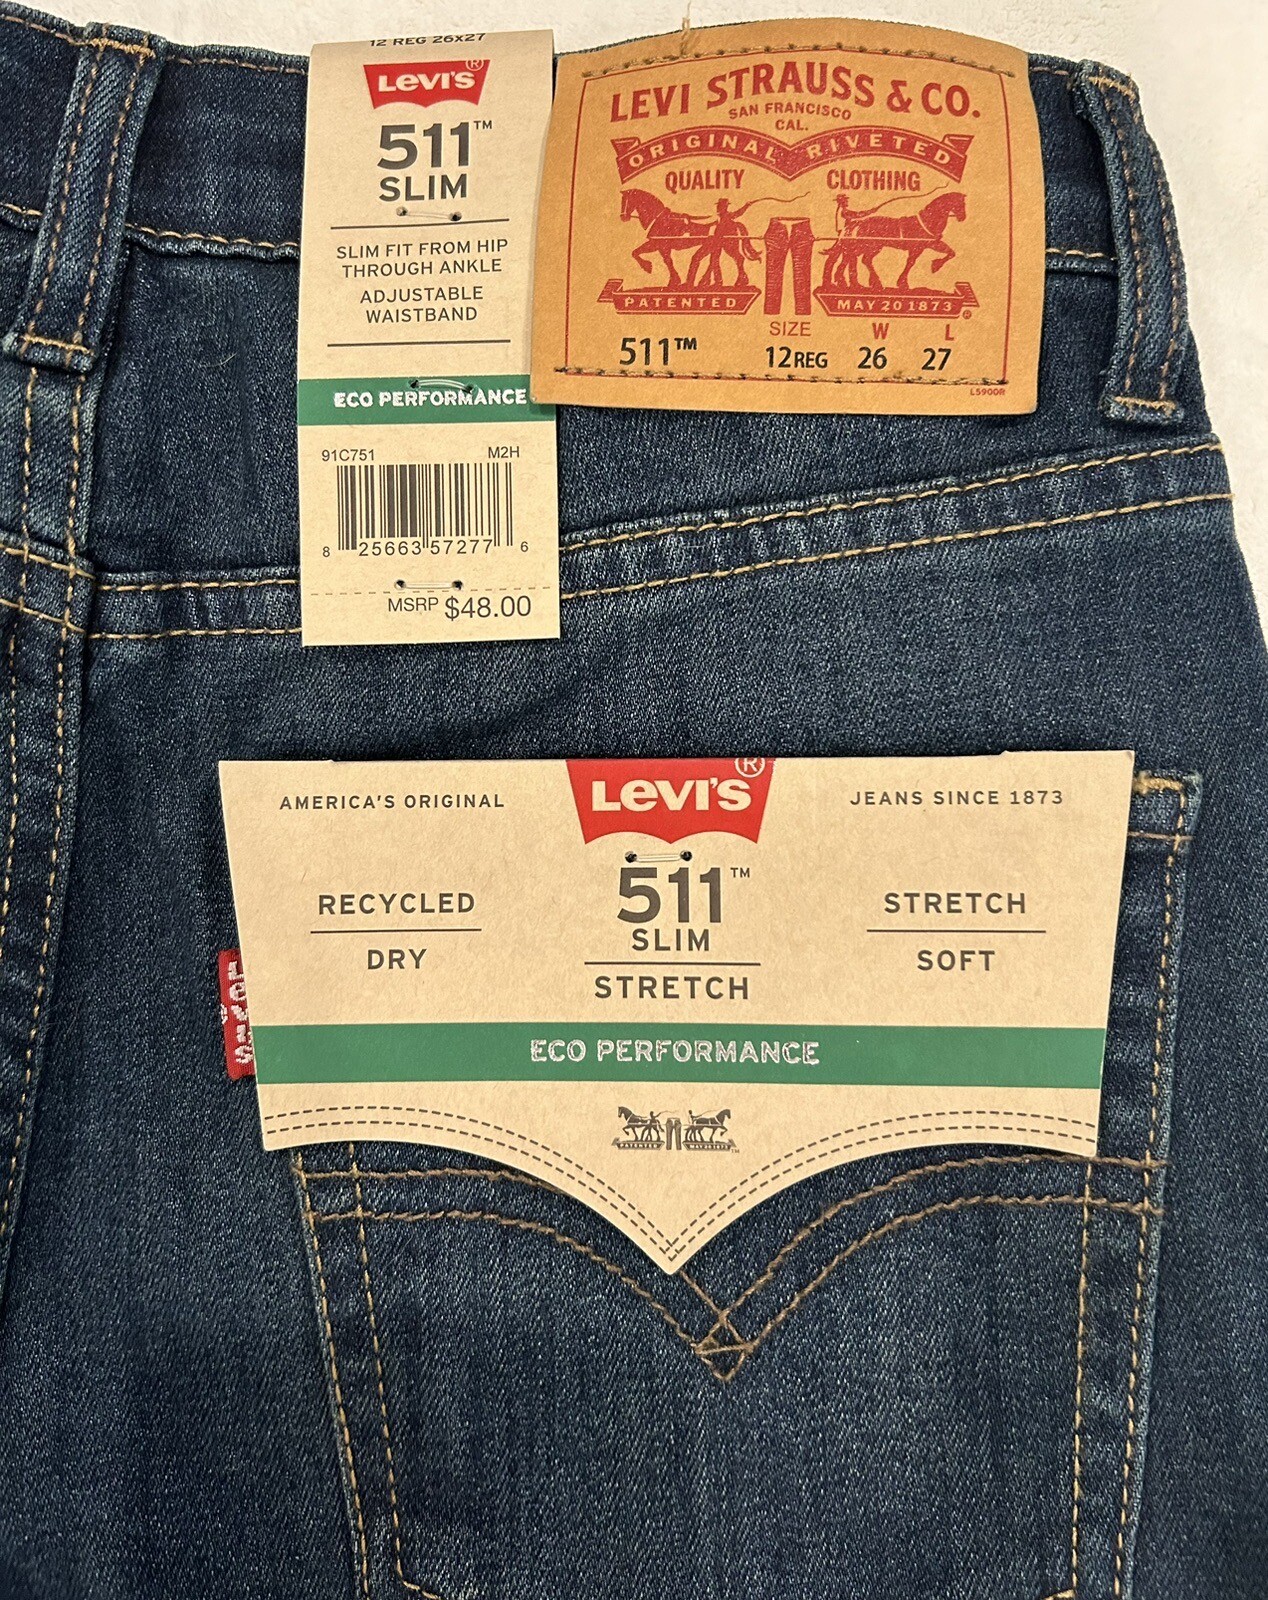 12 REG 26x27
Levi's®
511™
SLIM
SLIM FIT FROM HIP
THROUGH ANKLE
ADJUSTABLE
WAISTBAND
ECO PERFORMANCE
91C751 M2H
8 25663 57277 6
MSRP $48.00
LEVI STRAUSS & CO.
SAN FRANCISCO
CAL.
ORIGINAL RIVETED
QUALITY CLOTHING
PATENTED MAY 20 1873 ®
SIZE W L
511™ 12 REG 26 27
L5900R
AMERICA'S ORIGINAL Levi's® JEANS SINCE 1873
RECYCLED
DRY
511™
SLIM
STRETCH
STRETCH
SOFT
ECO PERFORMANCE
PATENTED
Levi's
®